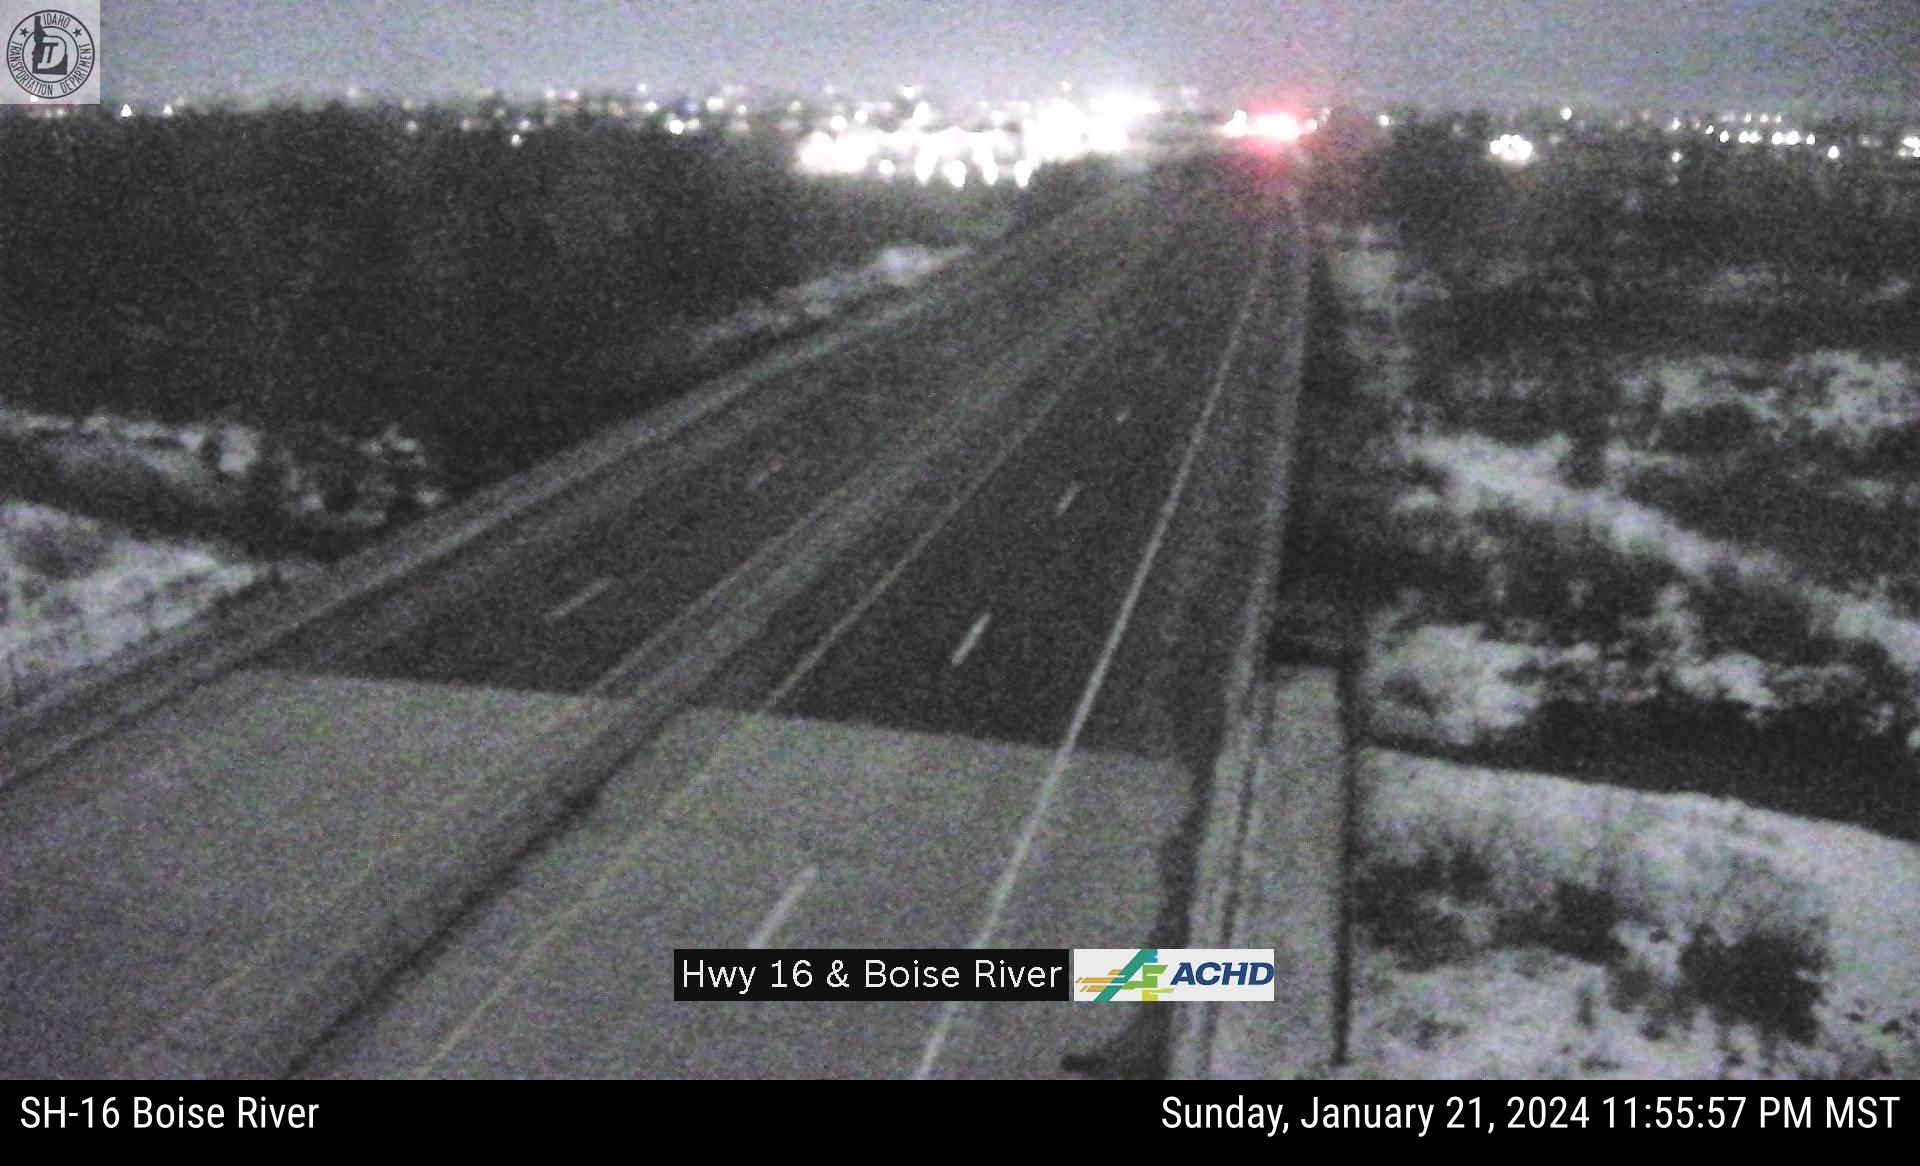 IDAHO
TRANSPORTATION DEPARTMENT
Hwy 16 & Boise River
ACHD
SH-16 Boise River
Sunday, January 21, 2024 11:55:57 PM MST